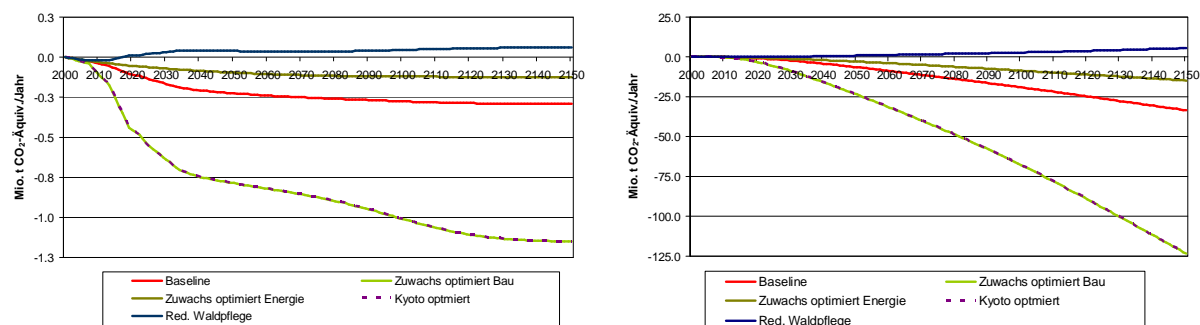 0.3
0.0
-0.3
-0.5
-0.8
-1.0
-1.3
Mio. t CO₂-Äquiv./Jahr
2000 2010 2020 2030 2040 2050 2060 2070 2080 2090 2100 2110 2120 2130 2140 2150
Baseline
Zuwachs optimiert Bau
Zuwachs optimiert Energie
Kyoto optmiert
Red. Waldpflege
25.0
0.0
-25.0
-50.0
-75.0
-100.0
-125.0
Mio. t CO₂-Äquiv./Jahr
2000 2010 2020 2030 2040 2050 2060 2070 2080 2090 2100 2110 2120 2130 2140 2150
Baseline
Zuwachs optimiert Bau
Zuwachs optimiert Energie
Kyoto optmiert
Red. Waldpflege